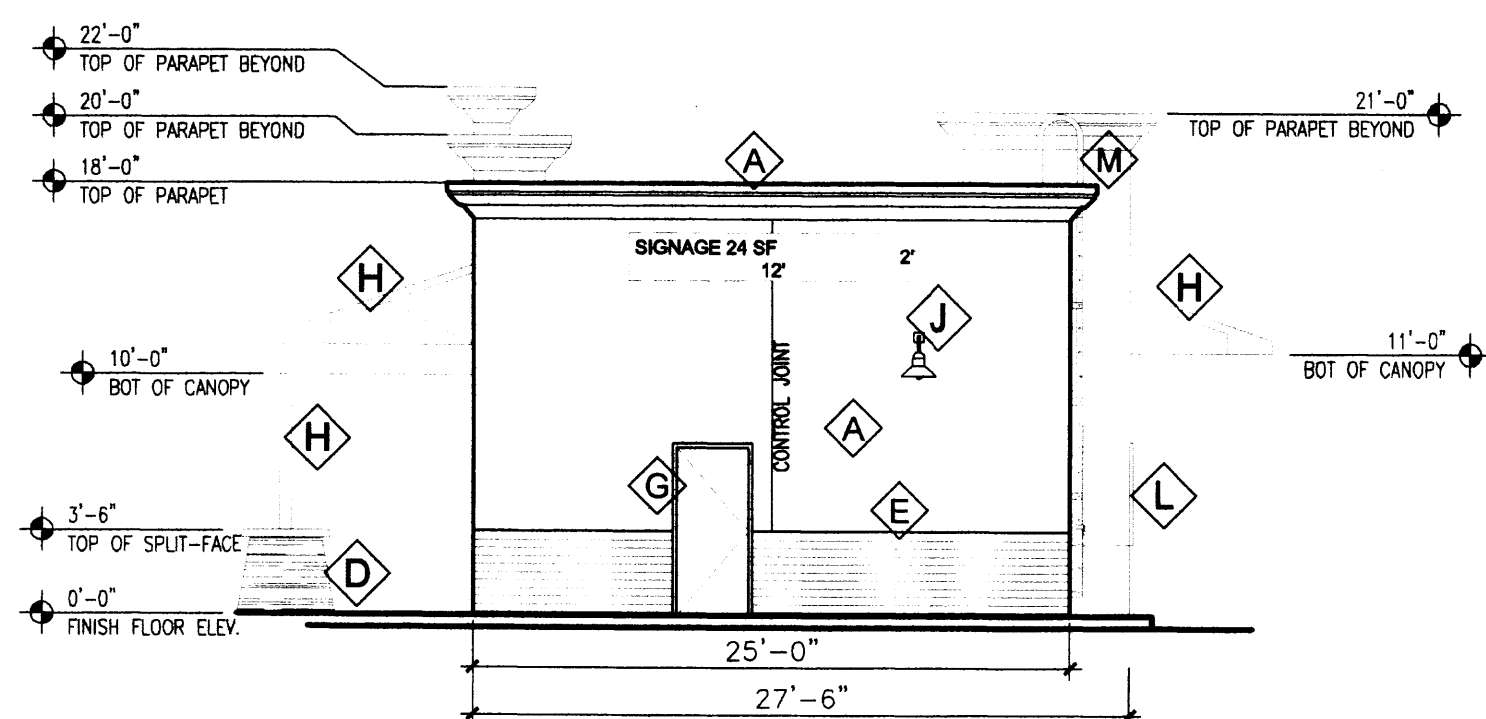 22'-0"
TOP OF PARAPET BEYOND
20'-0"
TOP OF PARAPET BEYOND
21'-0"
TOP OF PARAPET BEYOND
18'-0"
TOP OF PARAPET
A
M
SIGNAGE 24 SF
12'
2'
H
H
J
10'-0"
BOT OF CANOPY
11'-0"
BOT OF CANOPY
CONTROL JOINT
H
A
G
E
L
3'-6"
TOP OF SPLIT-FACE
D
0'-0"
FINISH FLOOR ELEV.
25'-0"
27'-6"